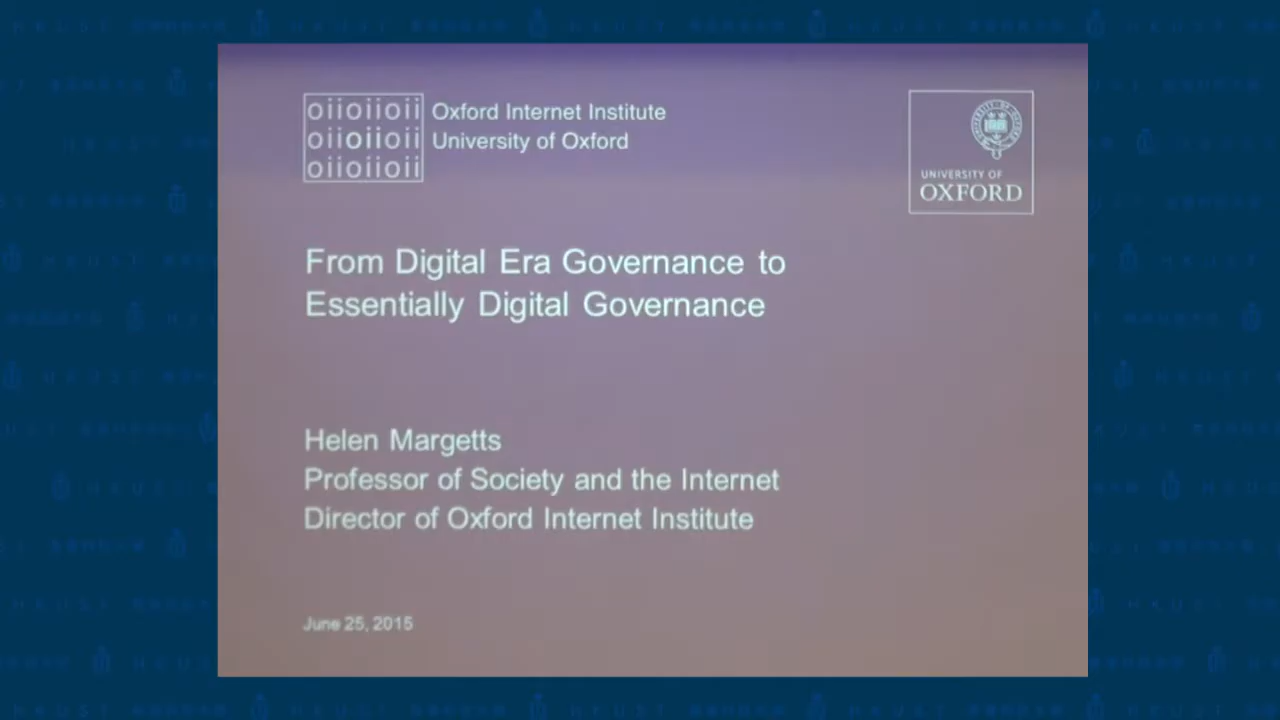 oiioiioii
oiioiioii
oiioiioii
Oxford Internet Institute
University of Oxford
UNIVERSITY OF
OXFORD
From Digital Era Governance to
Essentially Digital Governance
Helen Margetts
Professor of Society and the Internet
Director of Oxford Internet Institute
June 25, 2015
HKUST